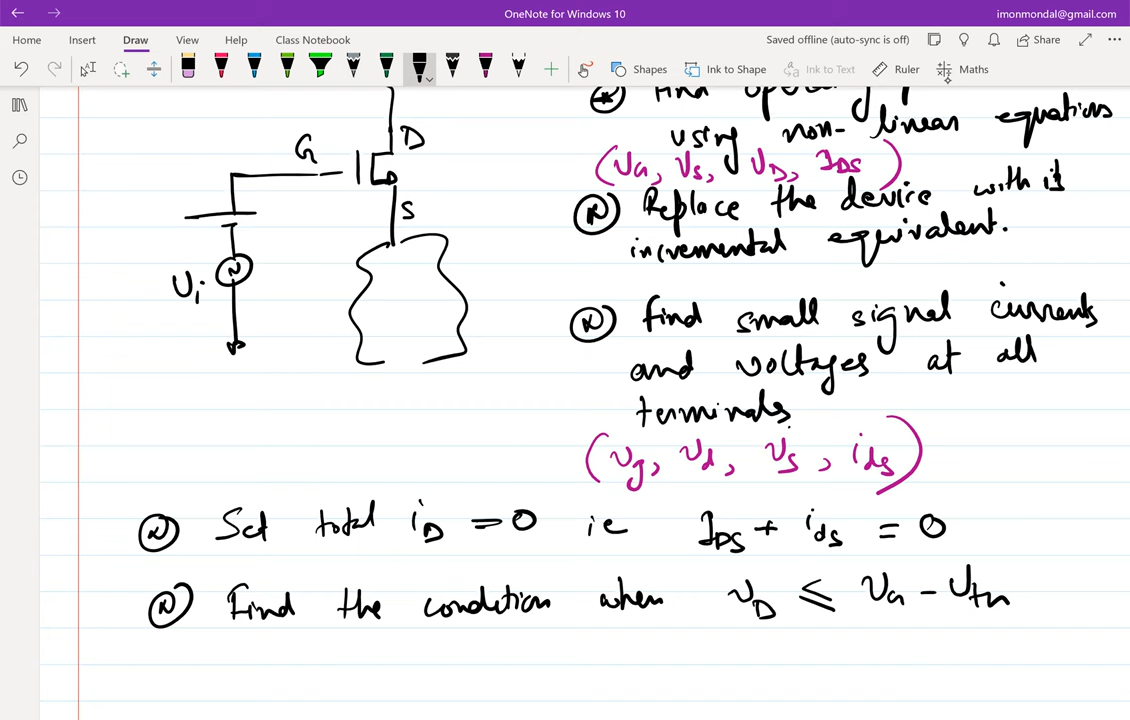 OneNote for Windows 10
imonmondal@gmail.com
Home Insert Draw View Help Class Notebook
Saved offline (auto-sync is off) Share
Shapes Ink to Shape Ink to Text Ruler Maths
using non-linear equations
(VG, VS, VD, IDS)
Replace the device with it
incremental equivalent.
find small signal currents
and voltages at all
terminals
(vg, vd, vs, ids)
G
D
S
vi
Set total iD = 0 ie IDS + ids = 0
Find the condition when vD ≤ VG - Vtn